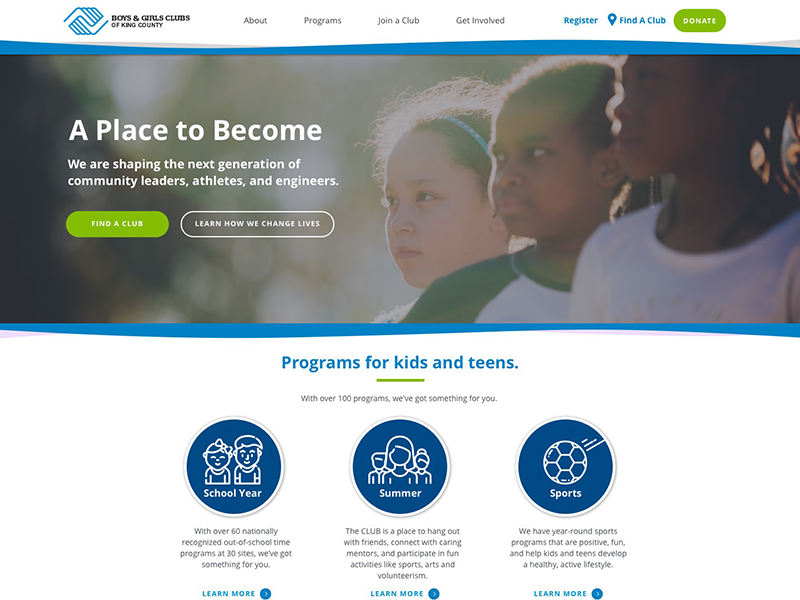 BOYS & GIRLS CLUBS
OF KING COUNTY
About
Programs
Join a Club
Get Involved
Register
Find A Club
DONATE
A Place to Become
We are shaping the next generation of
community leaders, athletes, and engineers.
FIND A CLUB
LEARN HOW WE CHANGE LIVES
Programs for kids and teens.
With over 100 programs, we've got something for you.
School Year
With over 60 nationally
recognized out-of-school time
programs at 30 sites, we've got
something for you.
LEARN MORE
Summer
The CLUB is a place to hang out
with friends, connect with caring
mentors, and participate in fun
activities like sports, arts and
volunteerism.
LEARN MORE
Sports
We have year-round sports
programs that are positive, fun,
and help kids and teens develop
a healthy, active lifestyle.
LEARN MORE